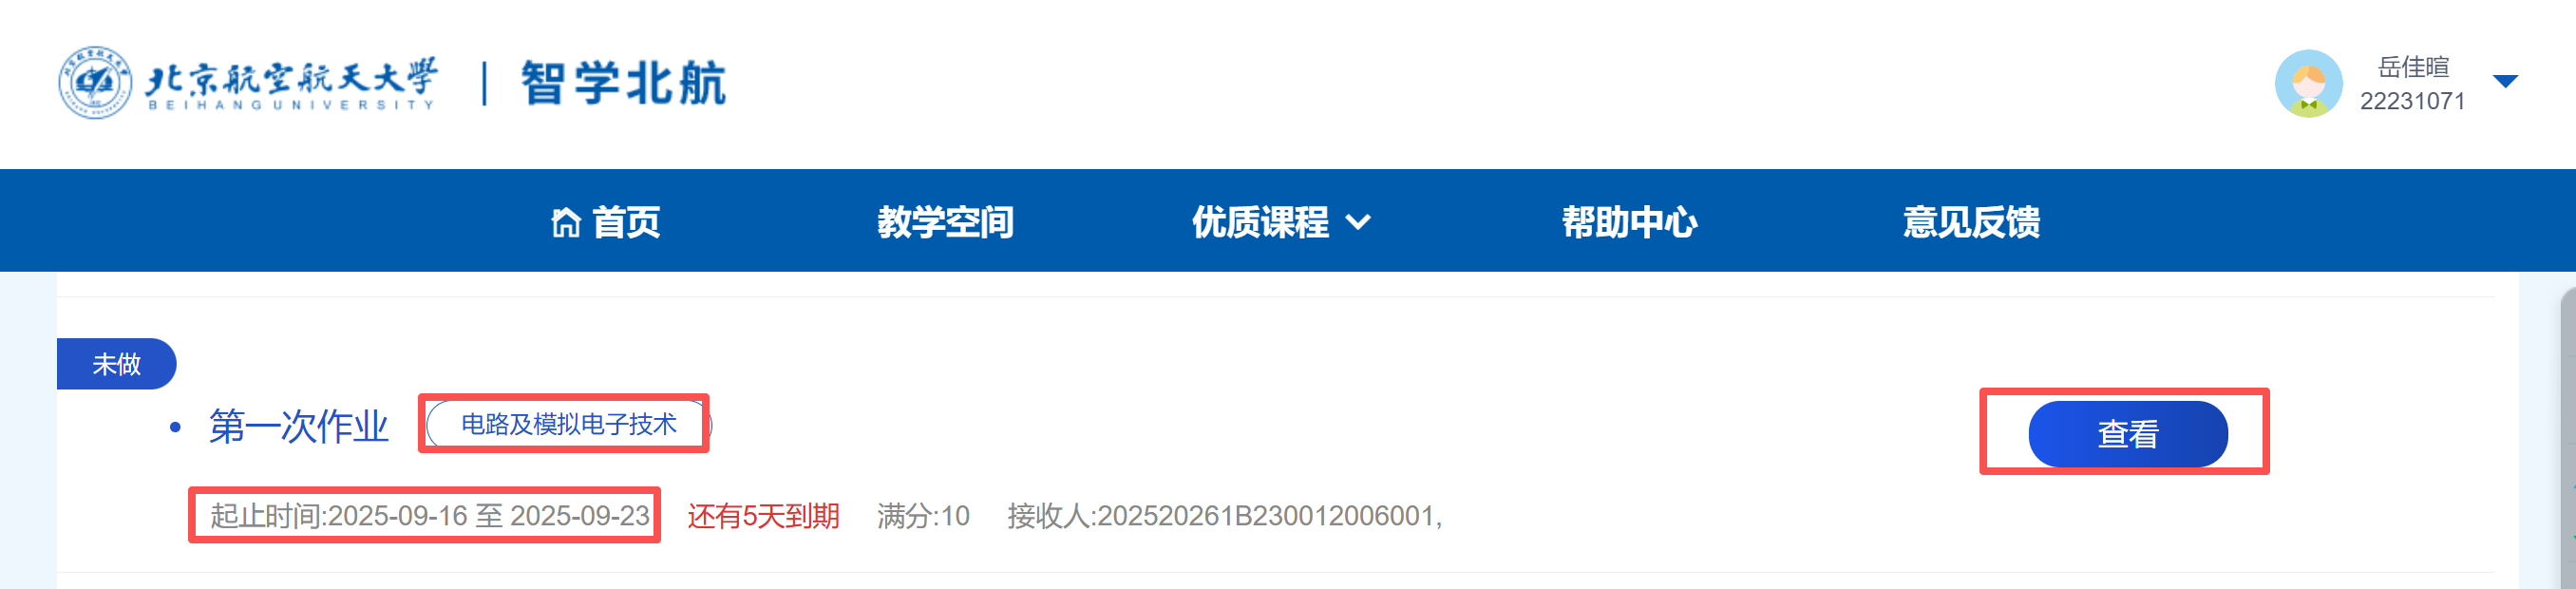 北京航空航天大学 | 智学北航
BEIHANG UNIVERSITY
岳佳暄
22231071
首页 教学空间 优质课程 帮助中心 意见反馈
未做
• 第一次作业 电路及模拟电子技术 查看
起止时间:2025-09-16 至 2025-09-23 还有5天到期 满分:10 接收人:202520261B230012006001,